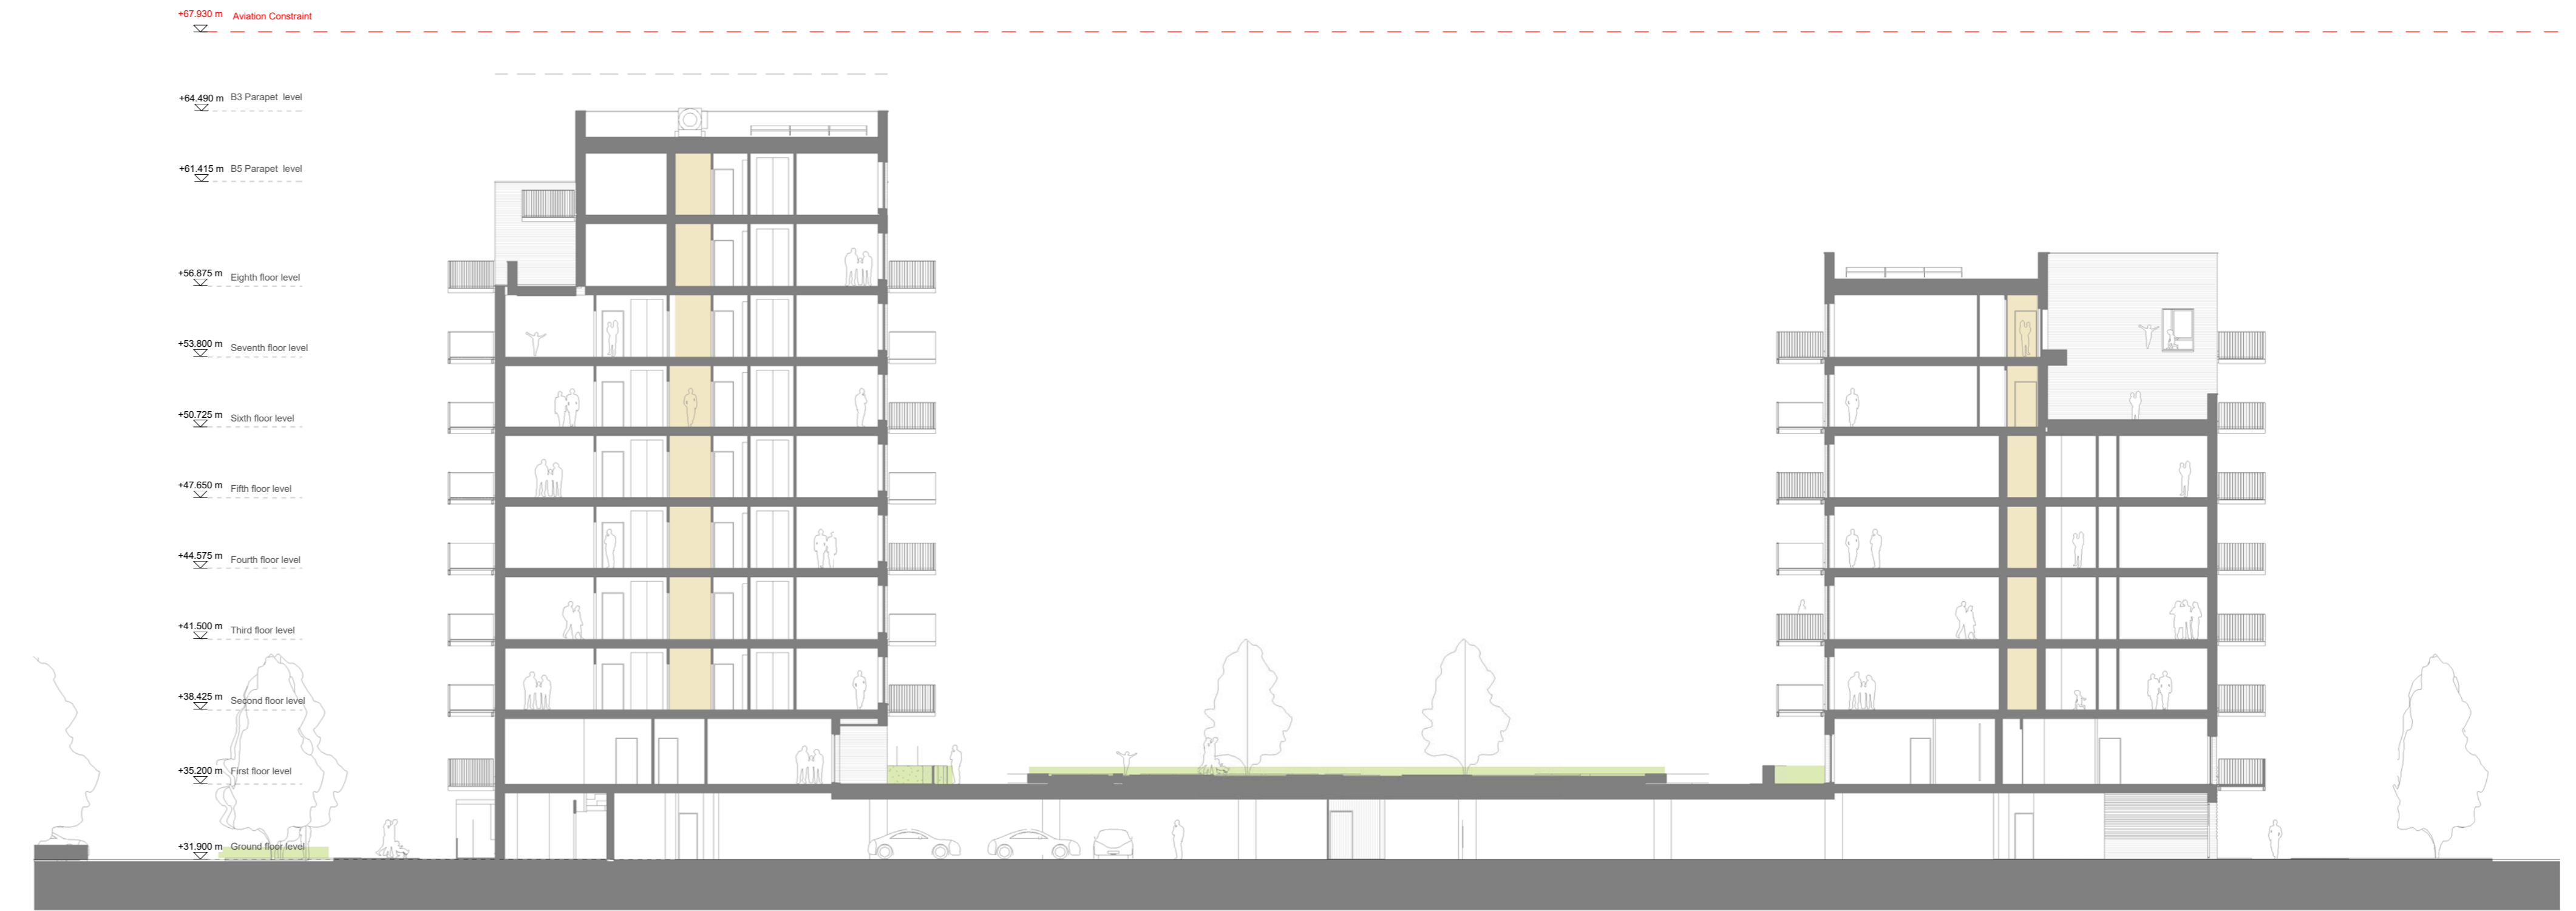 +67.930 m Aviation Constraint
+64.490 m B3 Parapet level
+61.415 m B5 Parapet level
+56.875 m Eighth floor level
+53.800 m Seventh floor level
+50.725 m Sixth floor level
+47.650 m Fifth floor level
+44.575 m Fourth floor level
+41.500 m Third floor level
+38.425 m Second floor level
+35.200 m First floor level
+31.900 m Ground floor level